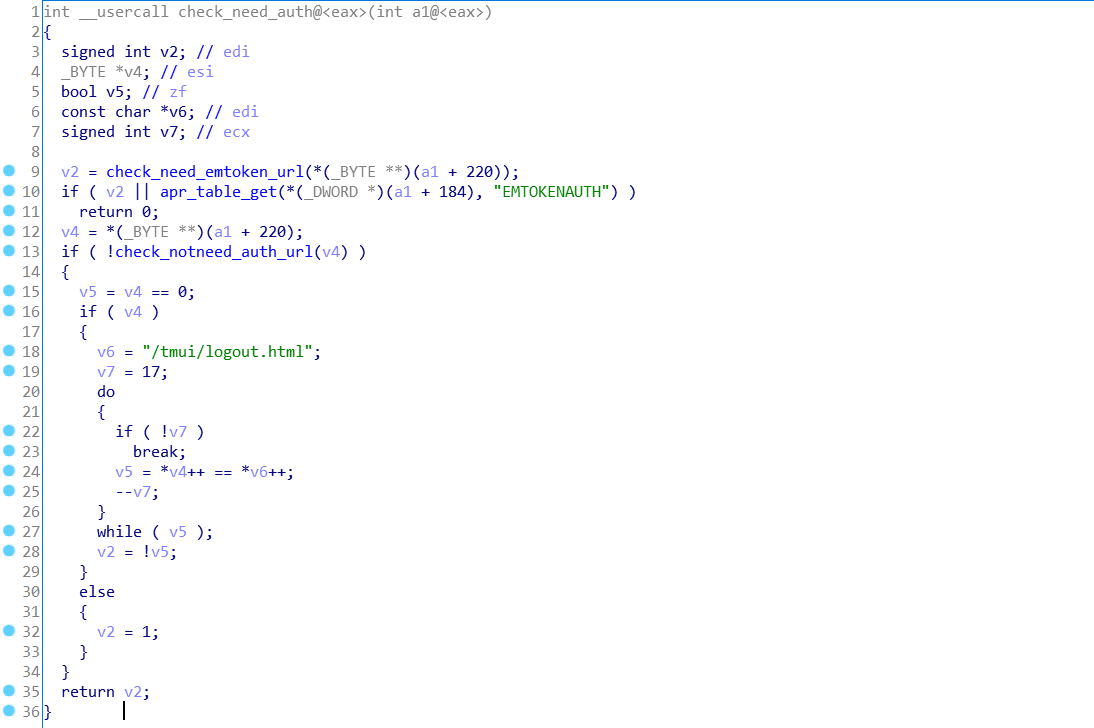 1 int __usercall check_need_auth@<eax>(int a1@<eax>)
2 {
3   signed int v2; // edi
4   _BYTE *v4; // esi
5   bool v5; // zf
6   const char *v6; // edi
7   signed int v7; // ecx
8
9   v2 = check_need_emtoken_url(*(_BYTE **)(a1 + 220));
10   if ( v2 || apr_table_get(*(_DWORD *)(a1 + 184), "EMTOKENAUTH") )
11     return 0;
12   v4 = *(_BYTE **)(a1 + 220);
13   if ( !check_notneed_auth_url(v4) )
14   {
15     v5 = v4 == 0;
16     if ( v4 )
17     {
18       v6 = "/tmui/logout.html";
19       v7 = 17;
20       do
21       {
22         if ( !v7 )
23           break;
24         v5 = *v4++ == *v6++;
25         --v7;
26       }
27       while ( v5 );
28       v2 = !v5;
29     }
30     else
31     {
32       v2 = 1;
33     }
34   }
35   return v2;
36 }